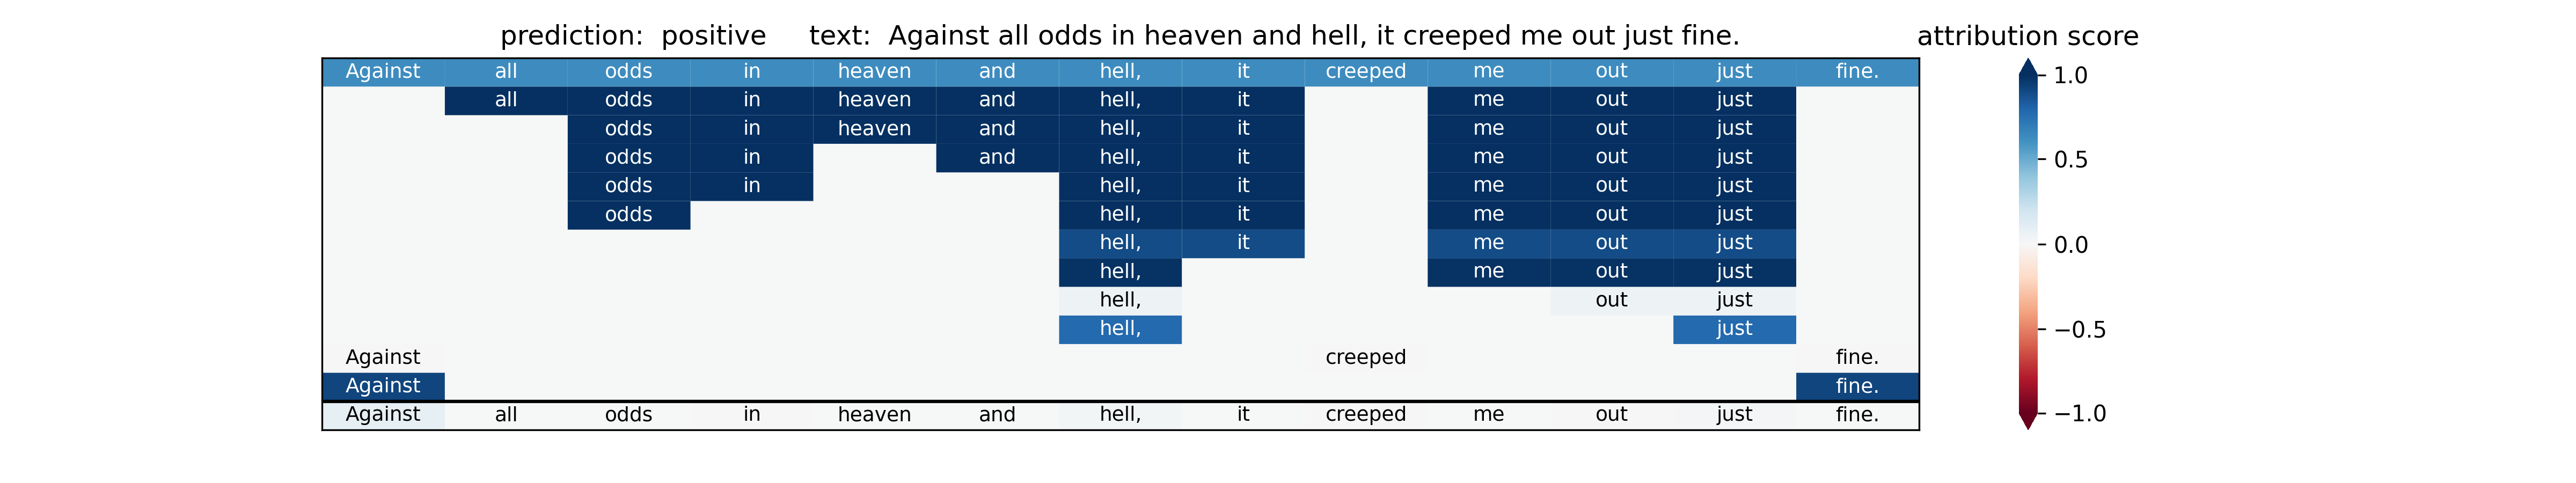 prediction: positive text: Against all odds in heaven and hell, it creeped me out just fine. attribution score
Against all odds in heaven and hell, it creeped me out just fine.
all odds in heaven and hell, it me out just
odds in heaven and hell, it me out just
odds in and hell, it me out just
odds in hell, it me out just
odds hell, it me out just
hell, it me out just
hell, me out just
hell, out just
hell, just
Against creeped fine.
Against fine.
Against all odds in heaven and hell, it creeped me out just fine.
1.0
0.5
0.0
−0.5
−1.0